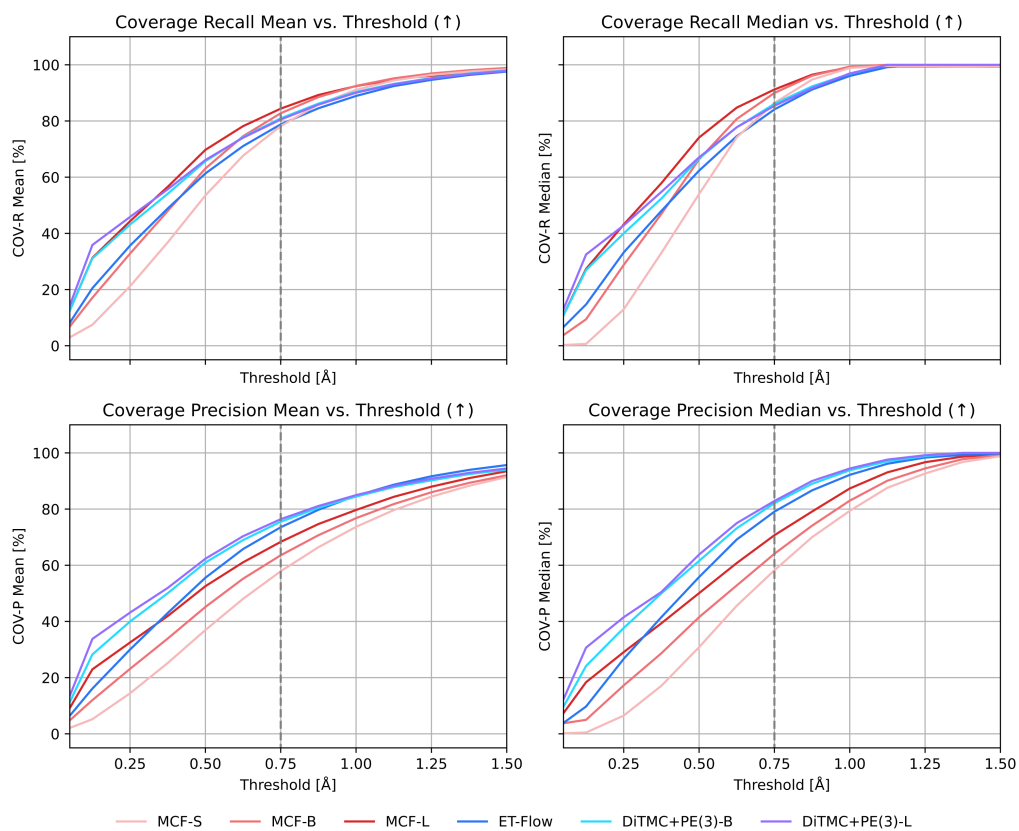 Coverage Recall Mean vs. Threshold (↑)
COV-R Mean [%]
100
80
60
40
20
0
Threshold [Å]
Coverage Recall Median vs. Threshold (↑)
COV-R Median [%]
Threshold [Å]
Coverage Precision Mean vs. Threshold (↑)
COV-P Mean [%]
100
80
60
40
20
0
0.25 0.50 0.75 1.00 1.25 1.50
Threshold [Å]
Coverage Precision Median vs. Threshold (↑)
COV-P Median [%]
0.25 0.50 0.75 1.00 1.25 1.50
Threshold [Å]
MCF-S MCF-B MCF-L ET-Flow DiTMC+PE(3)-B DiTMC+PE(3)-L